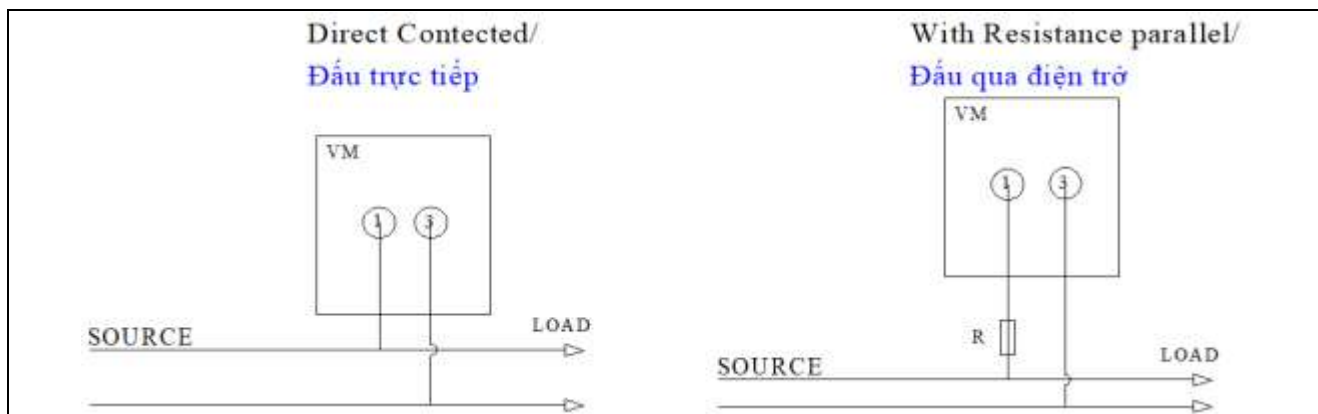 Direct Contected/
Đấu trực tiếp
VM
1 3
SOURCE
LOAD
With Resistance parallel/
Đấu qua điện trở
VM
1 3
R
SOURCE
LOAD